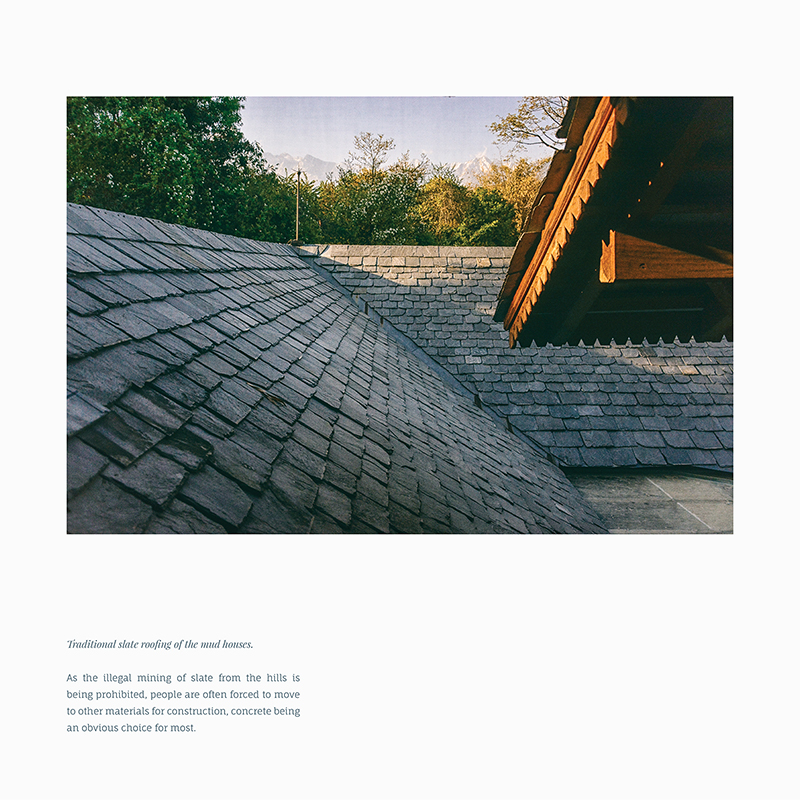 Traditional slate roofing of the mud houses.
As the illegal mining of slate from the hills is
being prohibited, people are often forced to move
to other materials for construction, concrete being
an obvious choice for most.